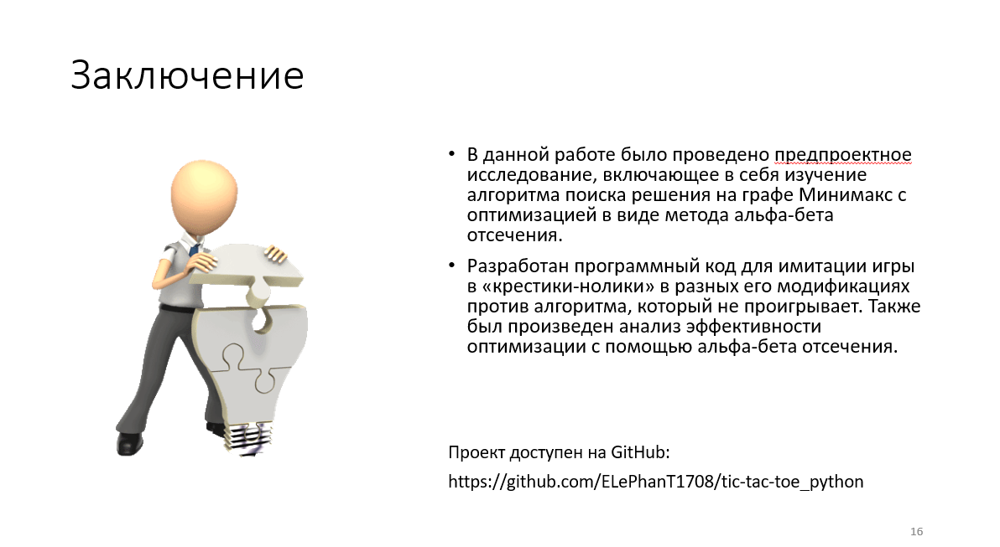 Заключение
• В данной работе было проведено предпроектное
исследование, включающее в себя изучение
алгоритма поиска решения на графе Минимакс с
оптимизацией в виде метода альфа-бета
отсечения.
• Разработан программный код для имитации игры
в «крестики-нолики» в разных его модификациях
против алгоритма, который не проигрывает. Также
был произведен анализ эффективности
оптимизации с помощью альфа-бета отсечения.
Проект доступен на GitHub:
https://github.com/ELePhanT1708/tic-tac-toe_python
16